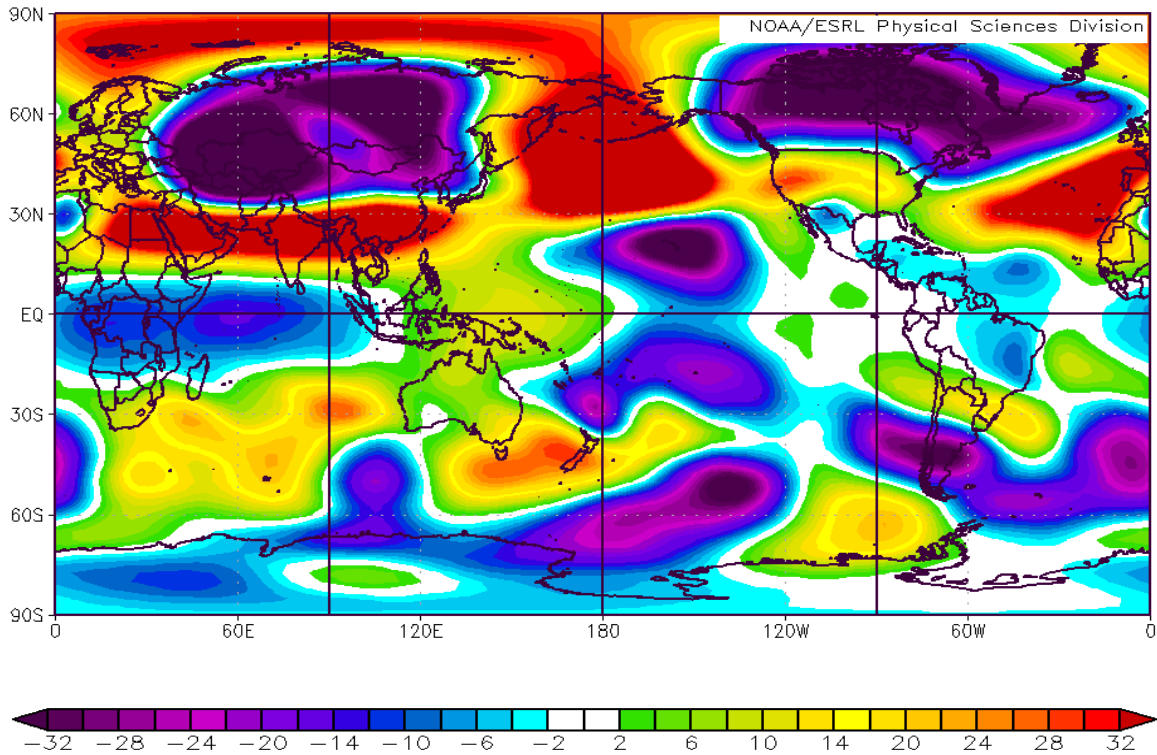 90N
NOAA/ESRL Physical Sciences Division
60N
30N
EQ
30S
60S
90S
0 60E 120E 180 120W 60W 0
−32 −28 −24 −20 −14 −10 −6 −2 2 6 10 14 20 24 28 32